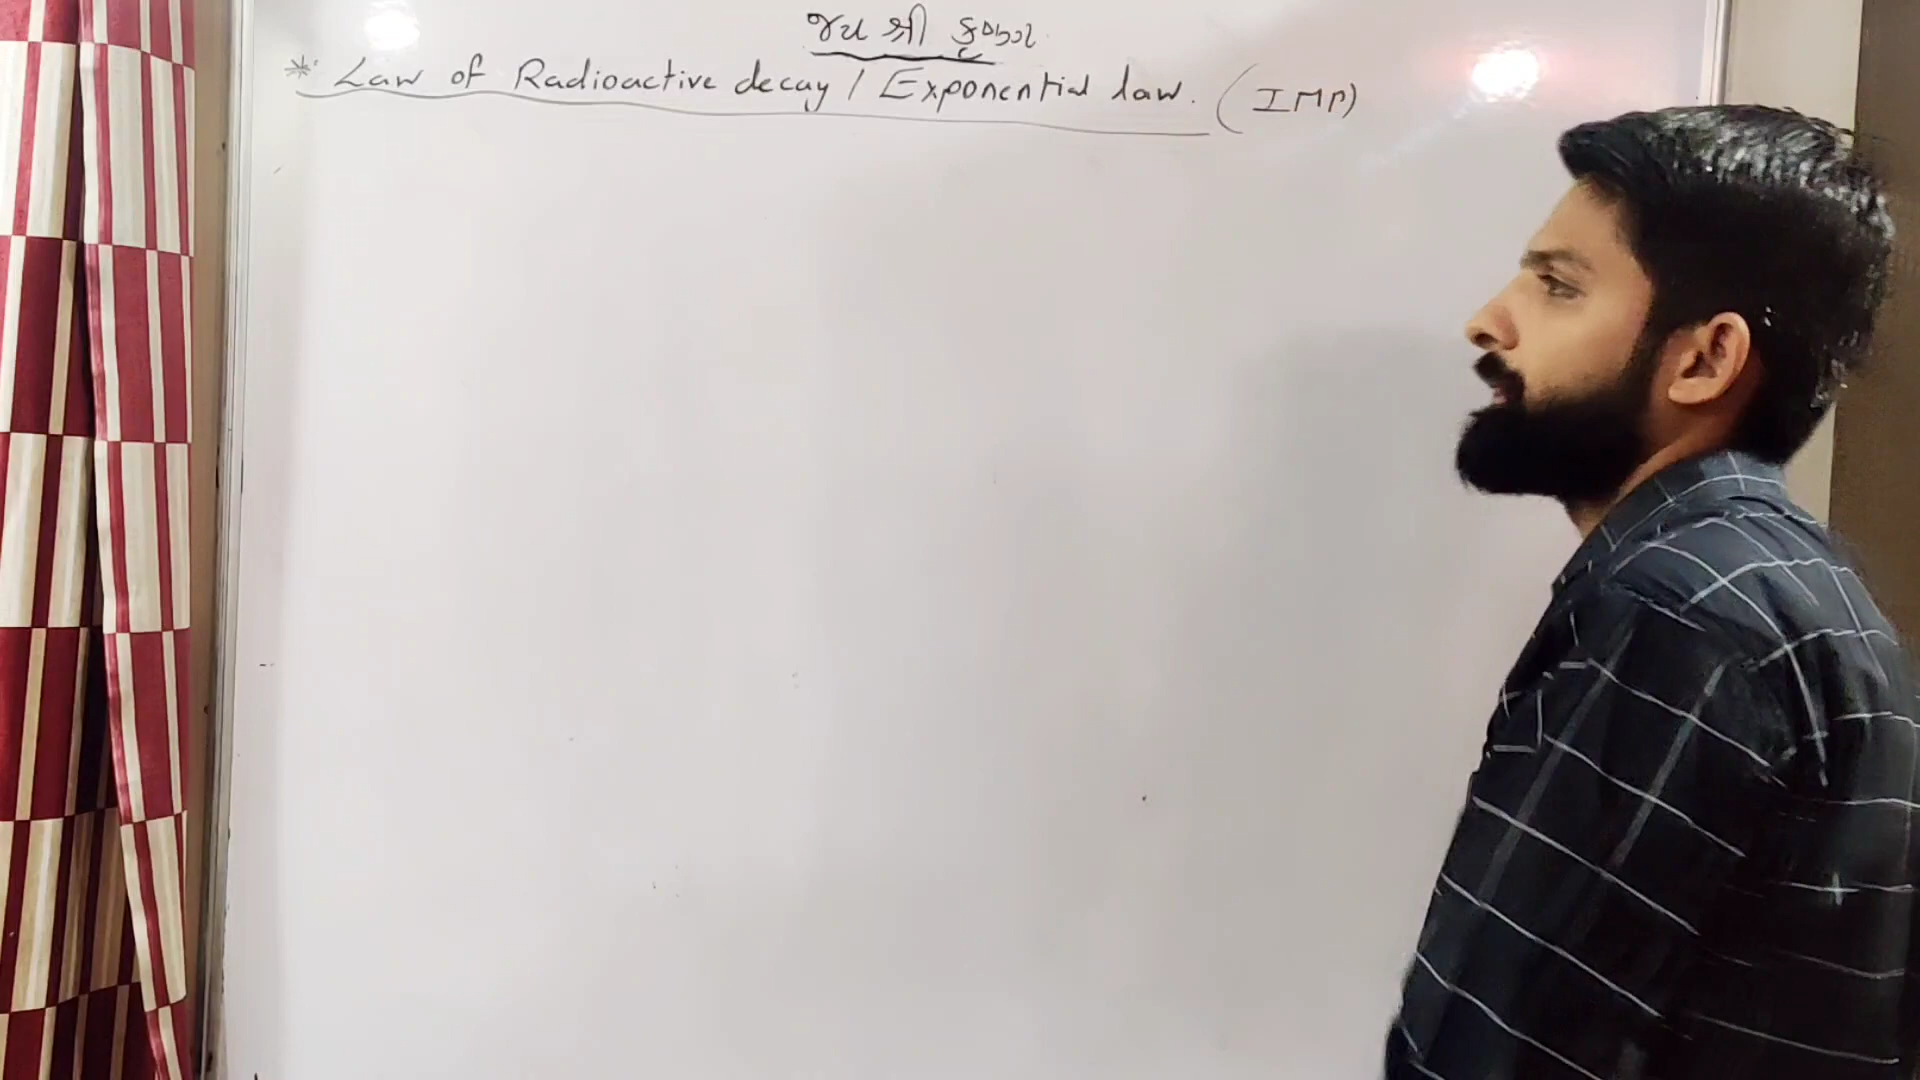 જય શ્રી કૃષ્ણ
* Law of Radioactive decay / Exponential law. (IMP)